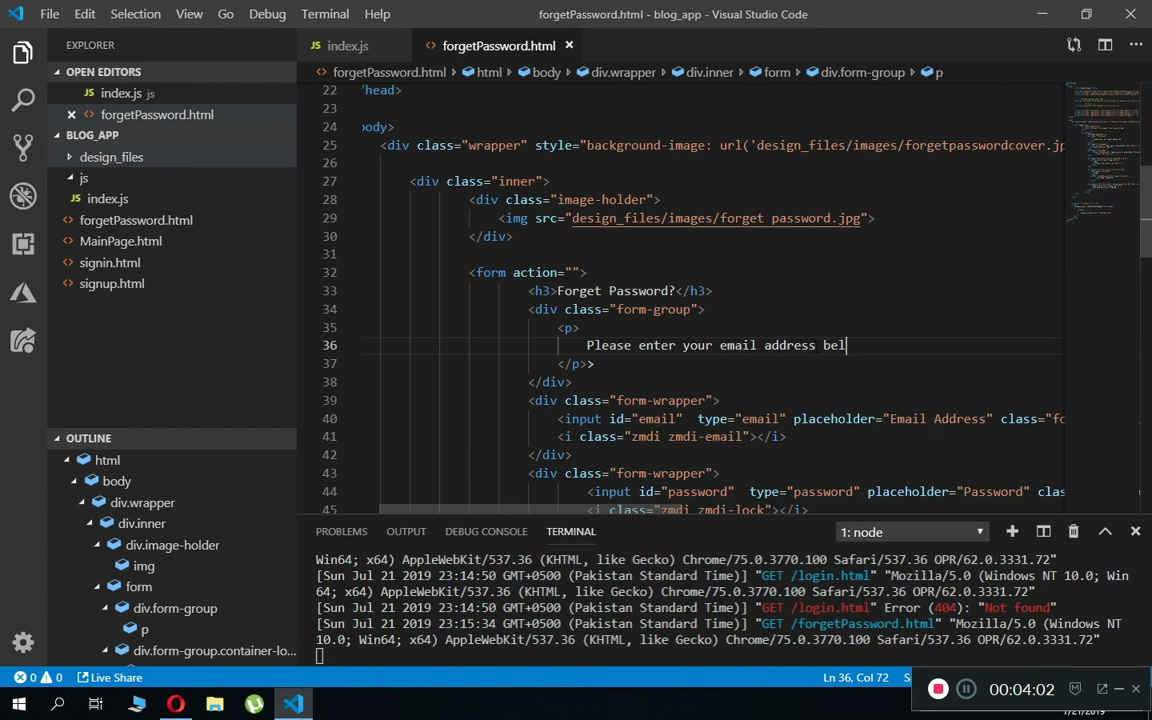 File Edit Selection View Go Debug Terminal Help forgetPassword.html - blog_app - Visual Studio Code
EXPLORER
OPEN EDITORS
index.js js
forgetPassword.html
BLOG_APP
design_files
js
index.js
forgetPassword.html
MainPage.html
signin.html
signup.html
OUTLINE
html
body
div.wrapper
div.inner
div.image-holder
img
form
div.form-group
p
div.form-group.container-lo...
index.js forgetPassword.html
forgetPassword.html html body div.wrapper div.inner form div.form-group p
22 /head>
23
24 body>
25 <div class="wrapper" style="background-image: url('design_files/images/forgetpasswordcover.jp
26
27 <div class="inner">
28 <div class="image-holder">
29 <img src="design_files/images/forget password.jpg">
30 </div>
31
32 <form action="">
33 <h3>Forget Password?</h3>
34 <div class="form-group">
35 <p>
36 Please enter your email address bel
37 </p>>
38 </div>
39 <div class="form-wrapper">
40 <input id="email" type="email" placeholder="Email Address" class="fo
41 <i class="zmdi zmdi-email"></i>
42 </div>
43 <div class="form-wrapper">
44 <input id="password" type="password" placeholder="Password" clas
45 <i class="zmdi zmdi-lock"></i>
PROBLEMS OUTPUT DEBUG CONSOLE TERMINAL 1: node
Win64; x64) AppleWebKit/537.36 (KHTML, like Gecko) Chrome/75.0.3770.100 Safari/537.36 OPR/62.0.3331.72"
[Sun Jul 21 2019 23:14:50 GMT+0500 (Pakistan Standard Time)] "GET /login.html" "Mozilla/5.0 (Windows NT 10.0; Win
64; x64) AppleWebKit/537.36 (KHTML, like Gecko) Chrome/75.0.3770.100 Safari/537.36 OPR/62.0.3331.72"
[Sun Jul 21 2019 23:14:50 GMT+0500 (Pakistan Standard Time)] "GET /login.html" Error (404): "Not found"
[Sun Jul 21 2019 23:15:34 GMT+0500 (Pakistan Standard Time)] "GET /forgetPassword.html" "Mozilla/5.0 (Windows NT
10.0; Win64; x64) AppleWebKit/537.36 (KHTML, like Gecko) Chrome/75.0.3770.100 Safari/537.36 OPR/62.0.3331.72"
0 0 Live Share Ln 36, Col 72
00:04:02